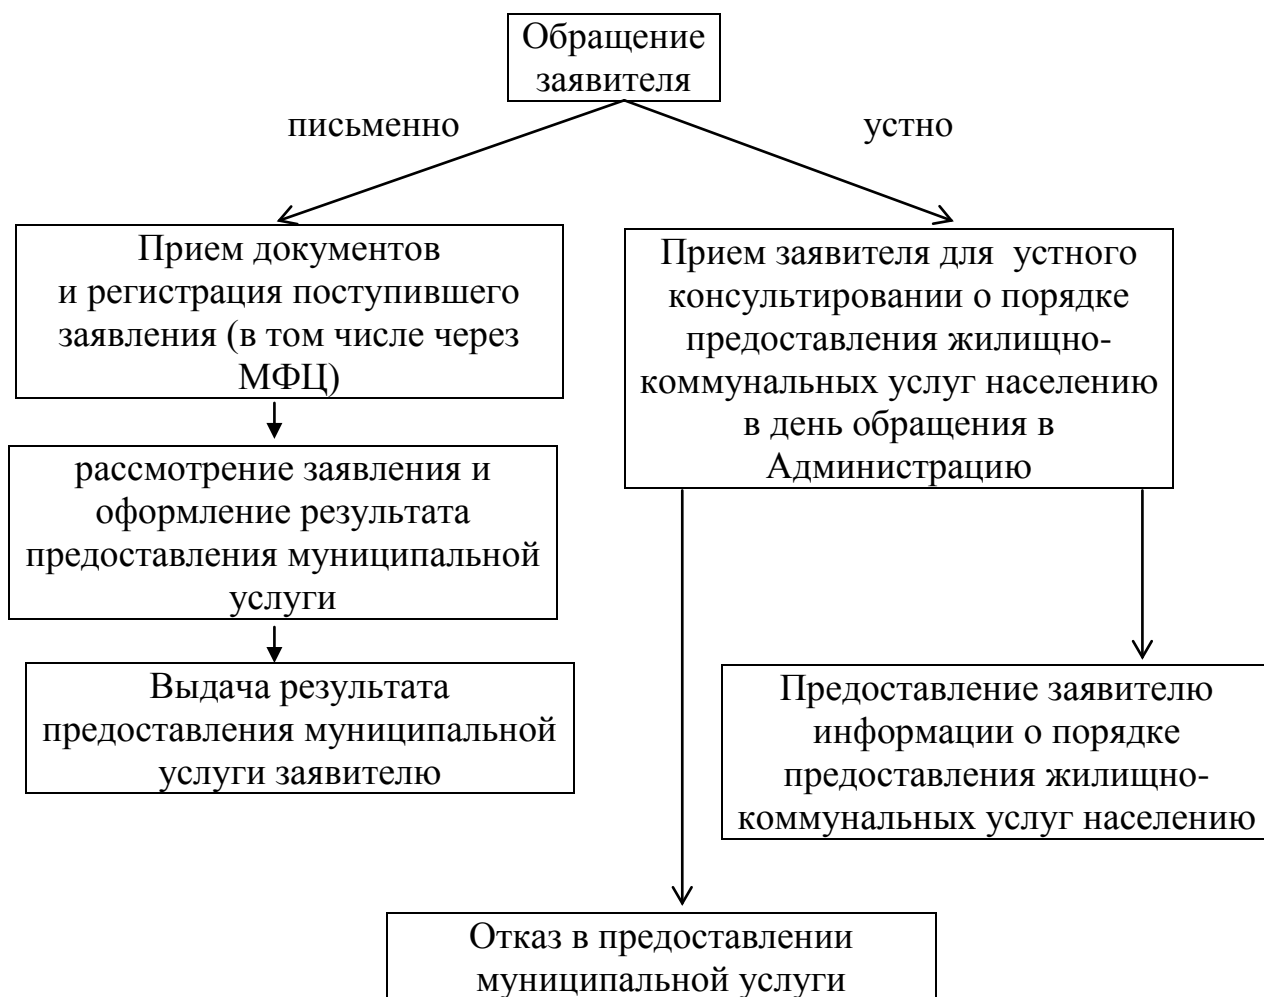 Обращение
заявителя
письменно
устно
Прием документов
и регистрация поступившего
заявления (в том числе через
МФЦ)
Прием заявителя для устного
консультировании о порядке
предоставления жилищно-
коммунальных услуг населению
в день обращения в
Администрацию
рассмотрение заявления и
оформление результата
предоставления муниципальной
услуги
Выдача результата
предоставления муниципальной
услуги заявителю
Предоставление заявителю
информации о порядке
предоставления жилищно-
коммунальных услуг населению
Отказ в предоставлении
муниципальной услуги